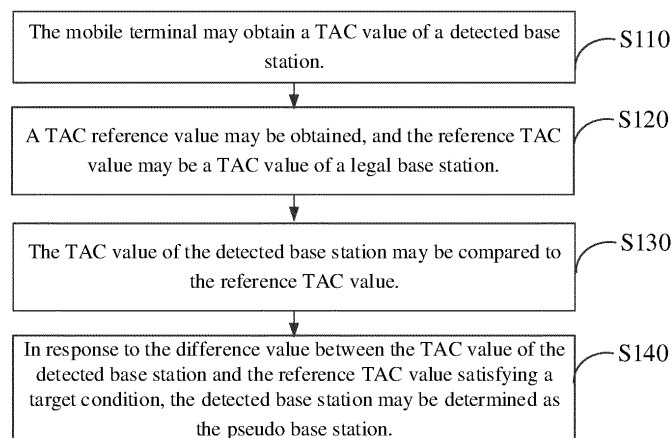 The mobile terminal may obtain a TAC value of a detected base
station.
S110
A TAC reference value may be obtained, and the reference TAC
value may be a TAC value of a legal base station.
S120
The TAC value of the detected base station may be compared to
the reference TAC value.
S130
In response to the difference value between the TAC value of the
detected base station and the reference TAC value satisfying a
target condition, the detected base station may be determined as
the pseudo base station.
S140